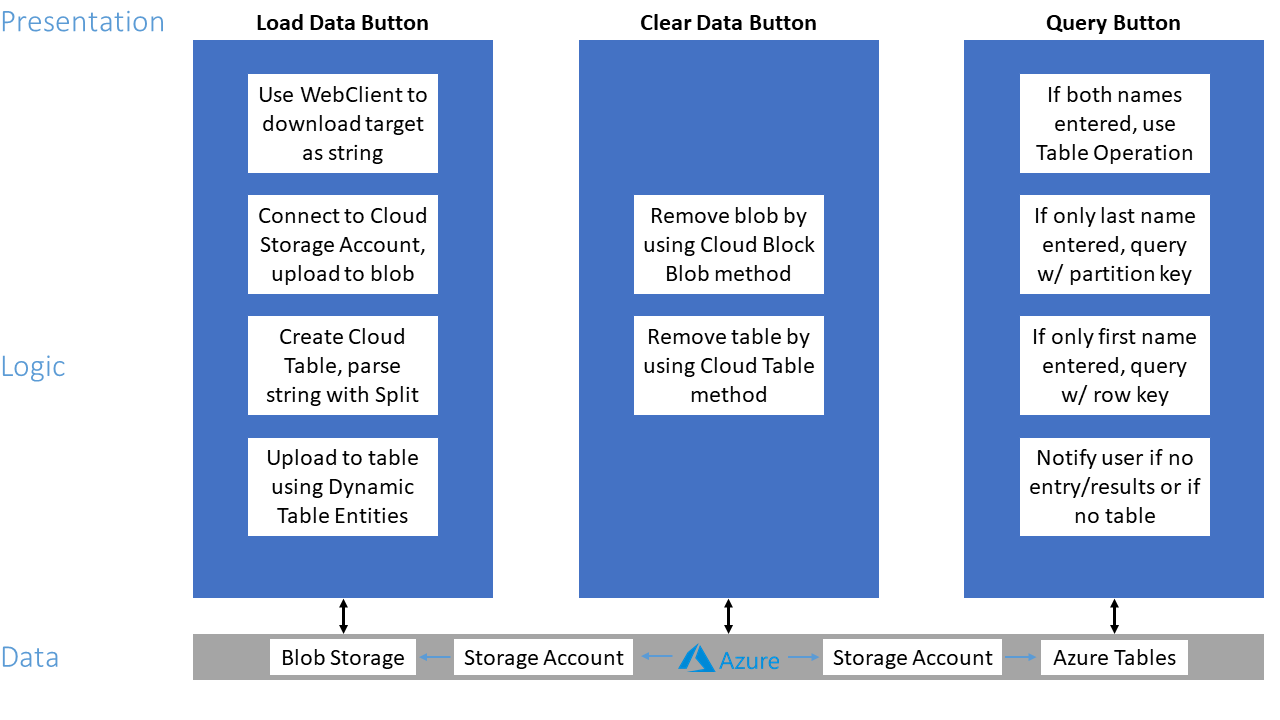 Presentation
Load Data Button
Clear Data Button
Query Button
Use WebClient to
download target
as string
Connect to Cloud
Storage Account,
upload to blob
Create Cloud
Table, parse
string with Split
Upload to table
using Dynamic
Table Entities
Remove blob by
using Cloud Block
Blob method
Remove table by
using Cloud Table
method
If both names
entered, use
Table Operation
If only last name
entered, query
w/ partition key
If only first name
entered, query
w/ row key
Notify user if no
entry/results or if
no table
Logic
Data
Blob Storage
Storage Account
Azure
Storage Account
Azure Tables